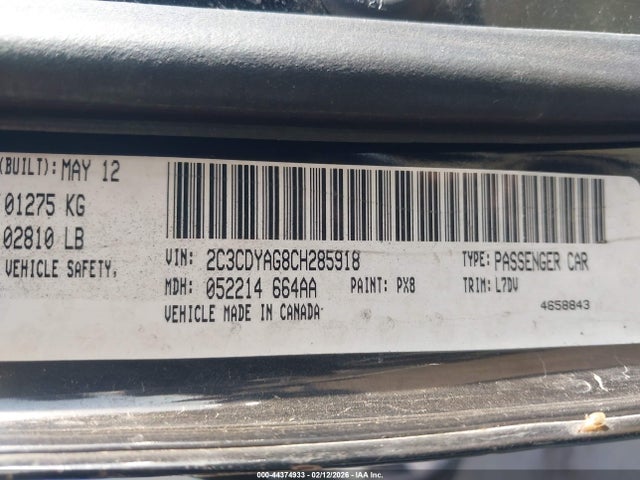 (BUILT): MAY 12
01275 KG
02810 LB
VEHICLE SAFETY,
VIN: 2C3CDYAG8CH285918 TYPE: PASSENGER CAR
MDH: 052214 664AA PAINT: PX8 TRIM: L7DV
VEHICLE MADE IN CANADA
4658843
000-44374933 - 02/12/2026 - IAA Inc.